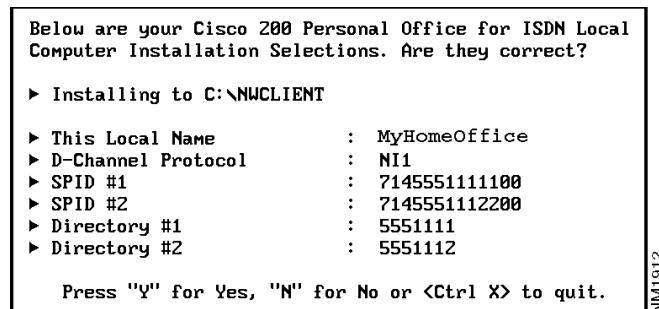 Below are your Cisco 200 Personal Office for ISDN Local
Computer Installation Selections. Are they correct?
► Installing to C:\NWCLIENT
► This Local Name : MyHomeOffice
► D-Channel Protocol : NI1
► SPID #1 : 7145551111100
► SPID #2 : 7145551112200
► Directory #1 : 5551111
► Directory #2 : 5551112
Press "Y" for Yes, "N" for No or <Ctrl X> to quit.
NM1912